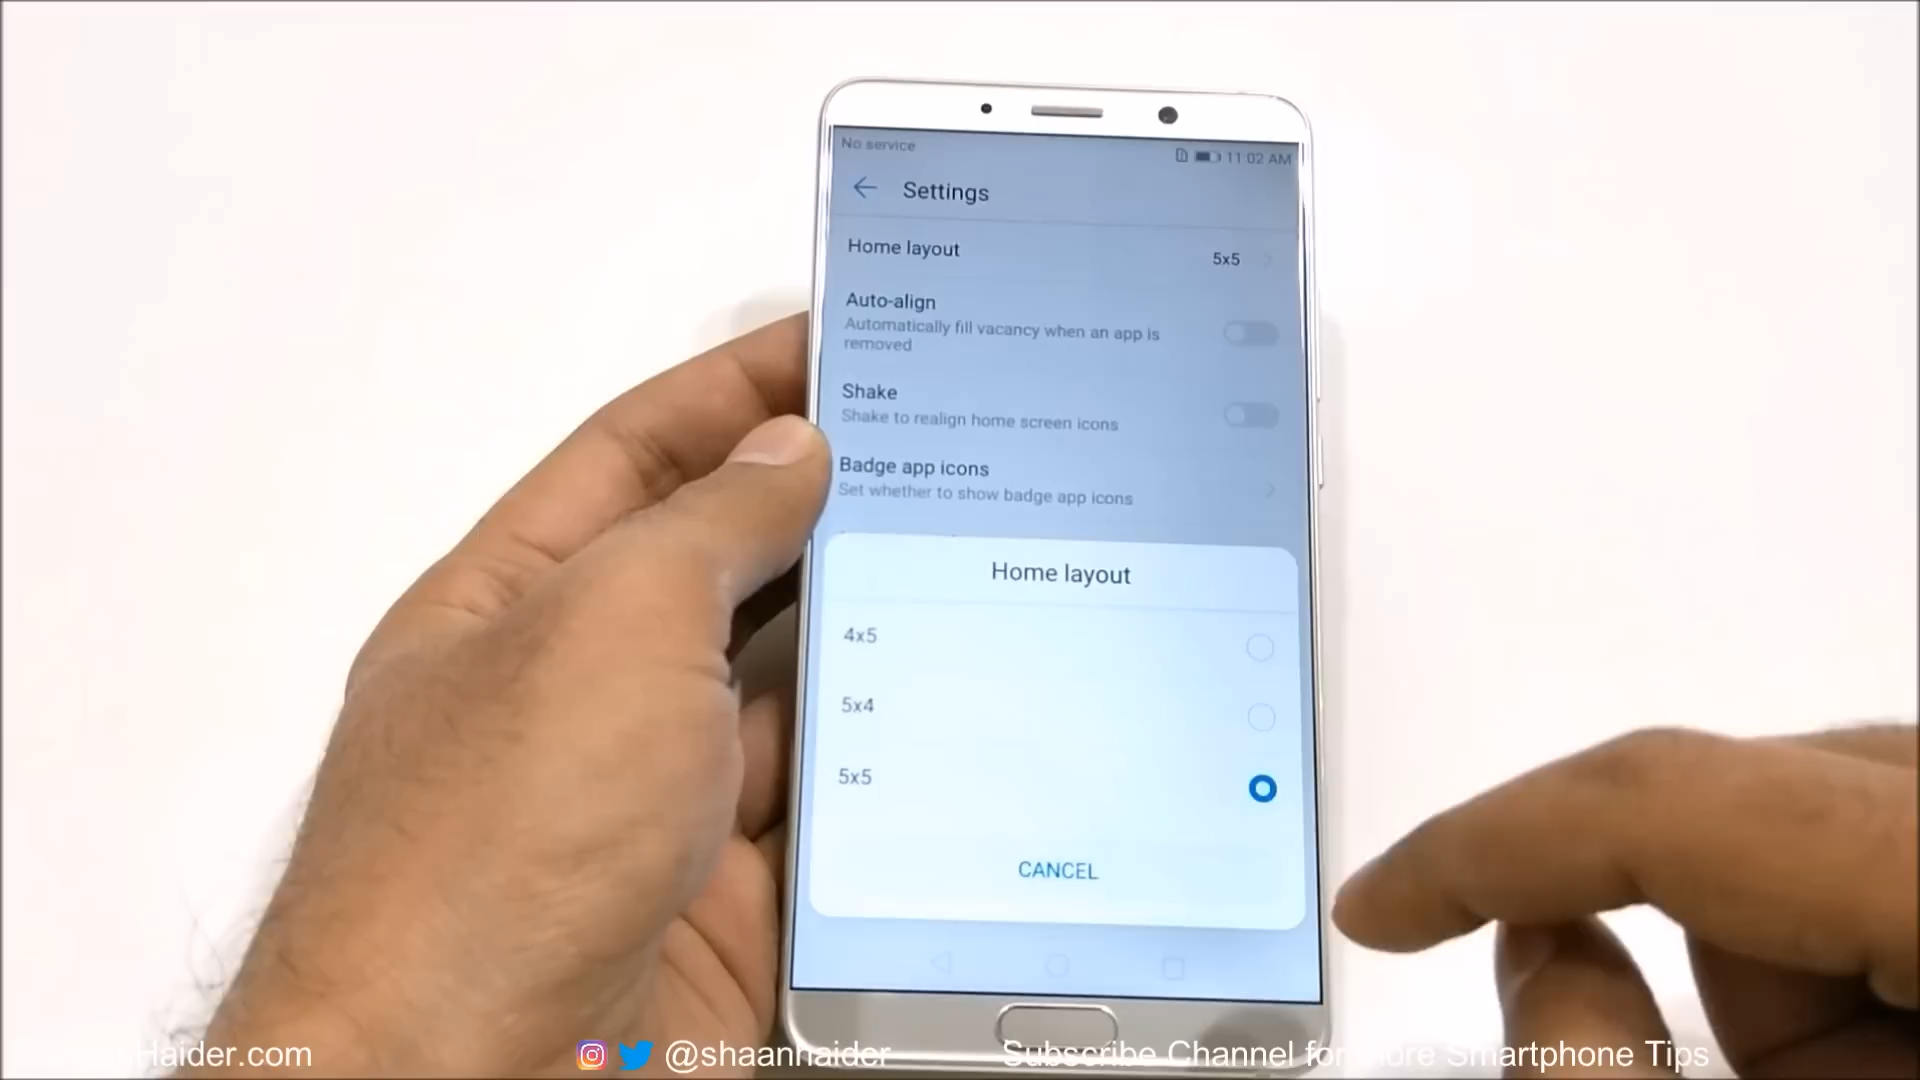 No service
11:02 AM
Settings
Home layout
5x5
Auto-align
Automatically fill vacancy when an app is
removed
Shake
Shake to realign home screen icons
Badge app icons
Set whether to show badge app icons
Home layout
4x5
5x4
5x5
CANCEL
Haider.com
@shaanhaider
Subscribe Channel for More Smartphone Tips